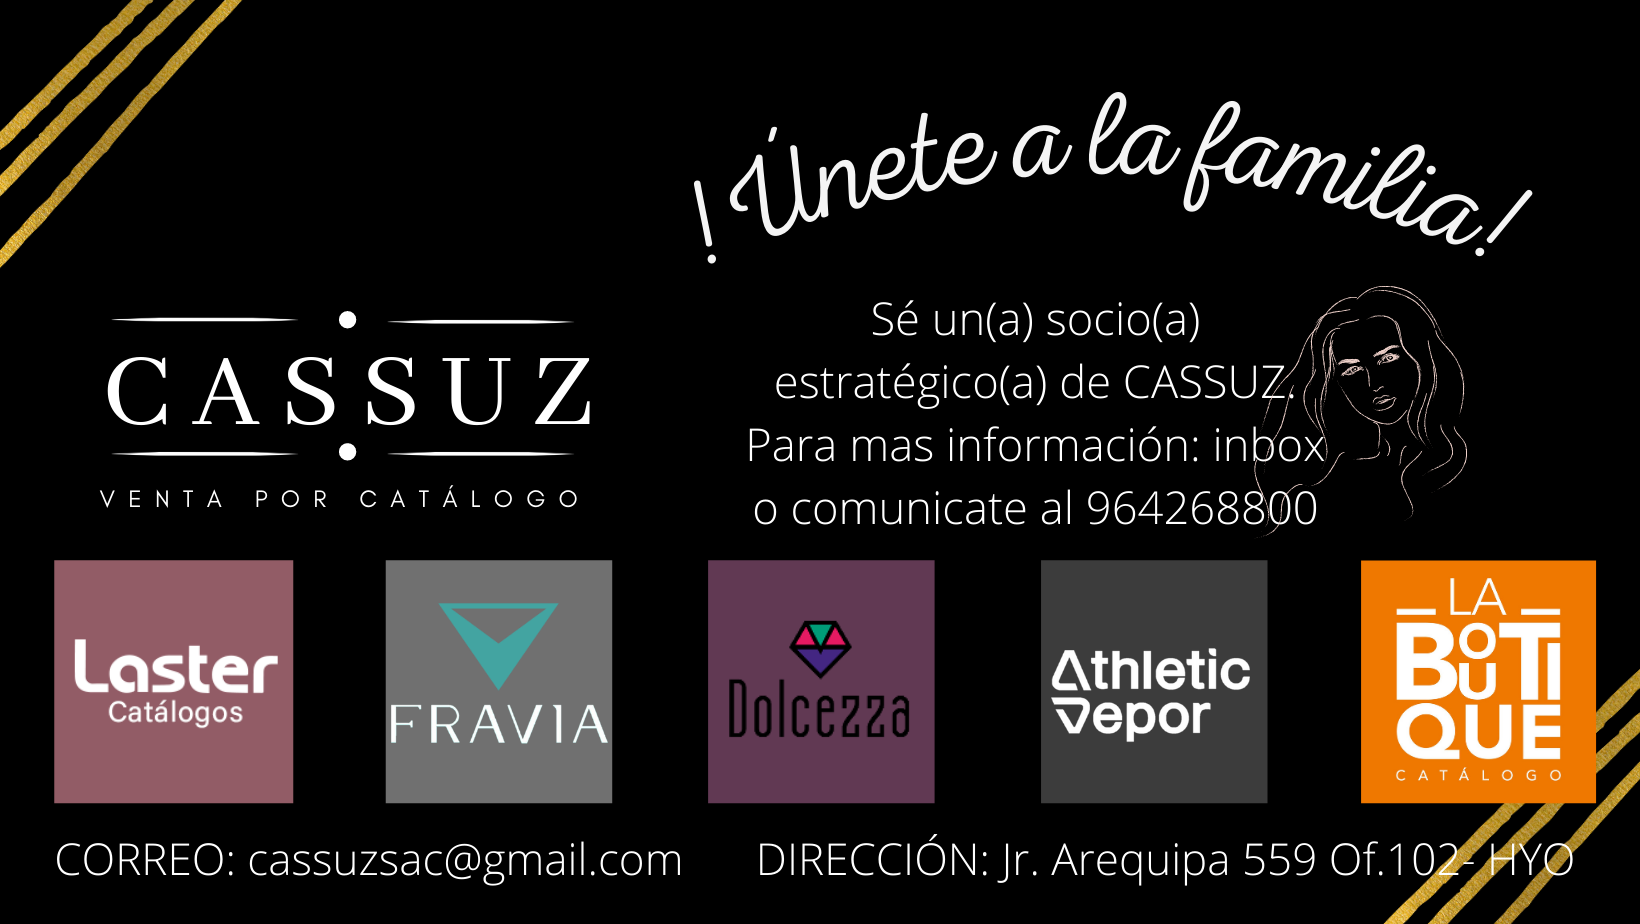 ! Únete a la familia!
CASSUZ
VENTA POR CATÁLOGO
Sé un(a) socio(a)
estratégico(a) de CASSUZ.
Para mas información: inbox
o comunicate al 964268800
Laster
Catálogos
FRAVIA
Dolcezza
Athletic
Vepor
LA
BOUTI
QUE
CATÁLOGO
CORREO: cassuzsac@gmail.com
DIRECCIÓN: Jr. Arequipa 559 Of.102- HYO